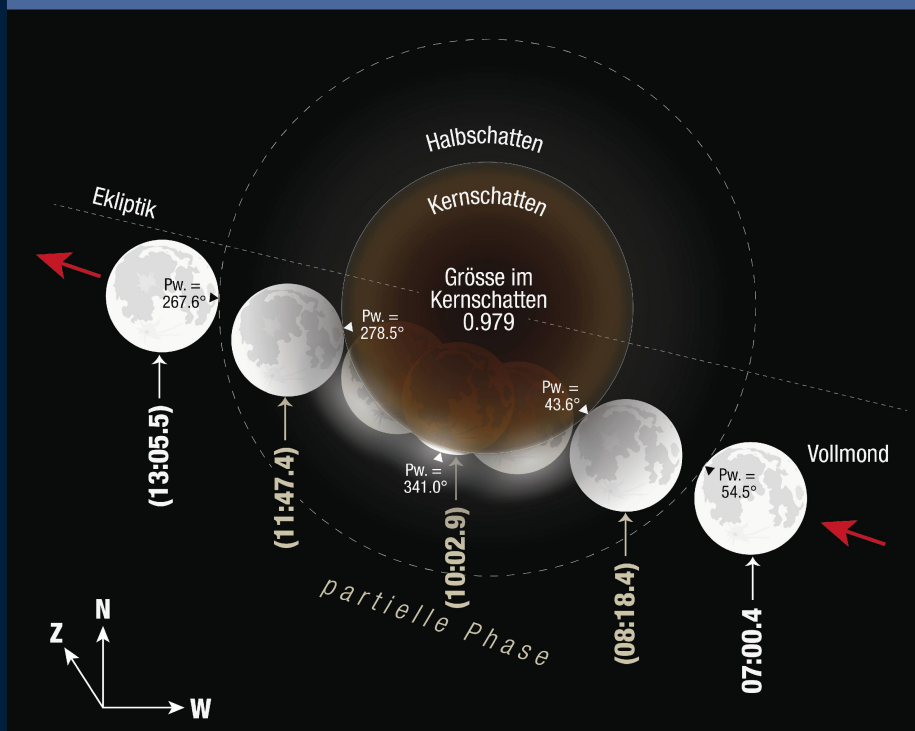 Halbschatten
Kernschatten
Ekliptik
Grösse im
Kernschatten
0.979
Pw. =
267.6°
Pw. =
278.5°
Pw. =
43.6°
Pw. =
341.0°
Pw. =
54.5°
Vollmond
(13:05.5)
(11:47.4)
(10:02.9)
(08:18.4)
07:00.4
partielle Phase
N
Z
W